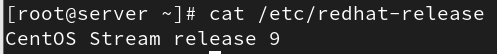 [root@server ~]# cat /etc/redhat-release
CentOS Stream release 9